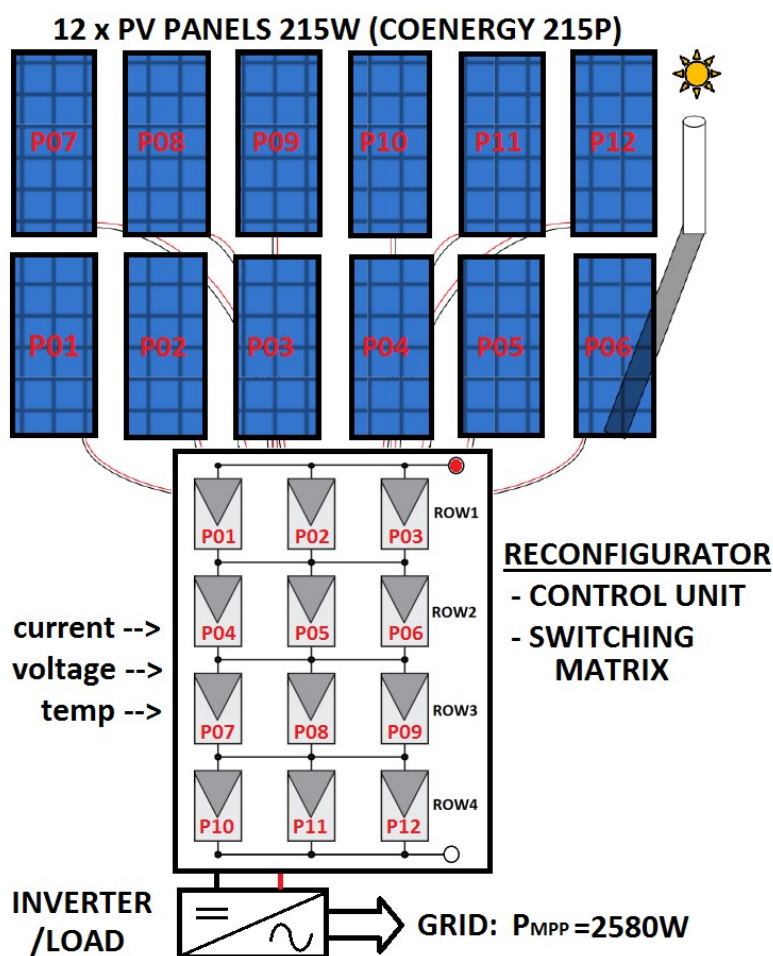 12 x PV PANELS 215W (COENERGY 215P)
P07 P08 P09 P10 P11 P12
P01 P02 P03 P04 P05 P06
P01 P02 P03 ROW1
P04 P05 P06 ROW2
P07 P08 P09 ROW3
P10 P11 P12 ROW4
current -->
voltage -->
temp -->
RECONFIGURATOR
- CONTROL UNIT
- SWITCHING
MATRIX
INVERTER
/LOAD
GRID: PMPP =2580W